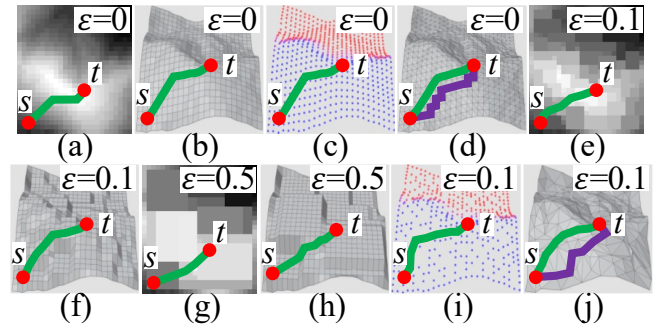 ε=0 ε=0 ε=0 ε=0 ε=0.1
s t s t s t s t s t
(a) (b) (c) (d) (e)
ε=0.1 ε=0.5 ε=0.5 ε=0.1 ε=0.1
s t s t s t s t s t
(f) (g) (h) (i) (j)